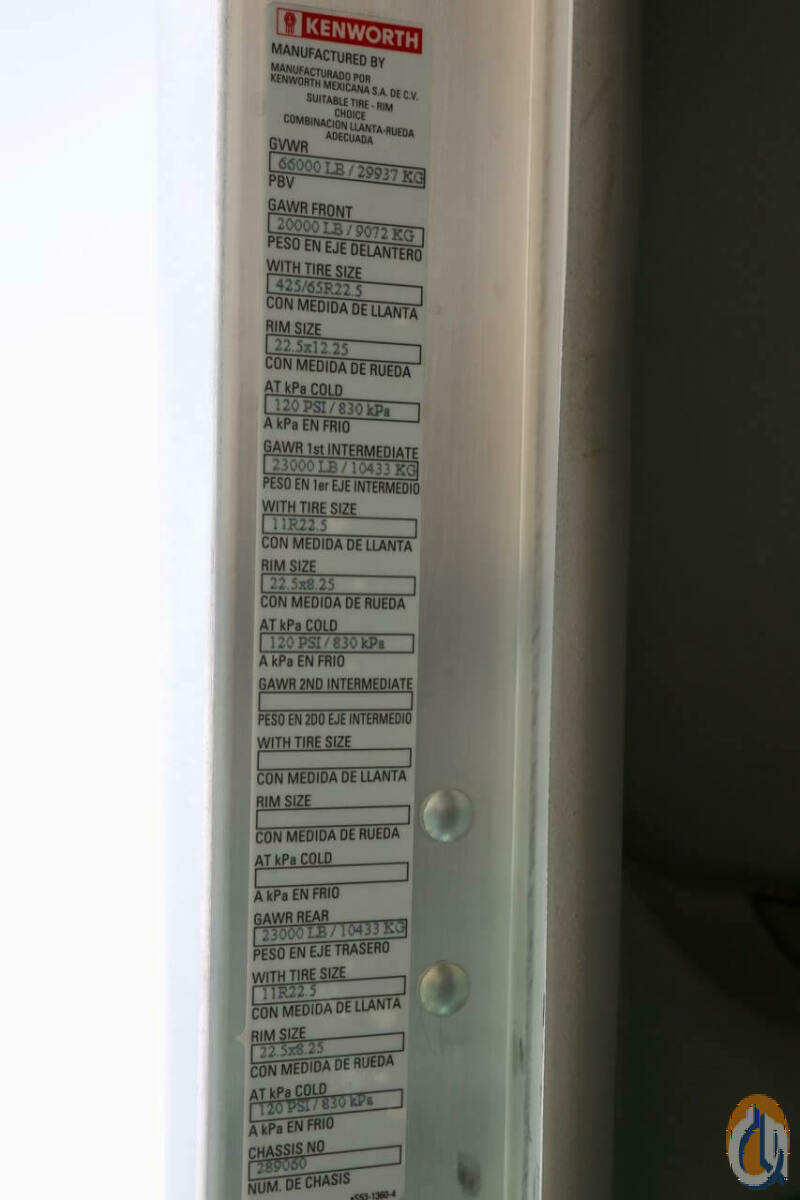 KENWORTH
MANUFACTURED BY
MANUFACTURADO POR
KENWORTH MEXICANA S.A. DE C.V.
SUITABLE TIRE - RIM
CHOICE
COMBINACION LLANTA-RUEDA
ADECUADA
GVWR
66000 LB / 29937 KG
PBV
GAWR FRONT
20000 LB / 9072 KG
PESO EN EJE DELANTERO
WITH TIRE SIZE
425/65R22.5
CON MEDIDA DE LLANTA
RIM SIZE
22.5x12.25
CON MEDIDA DE RUEDA
AT kPa COLD
120 PSI / 830 kPa
A kPa EN FRIO
GAWR 1st INTERMEDIATE
23000 LB / 10433 KG
PESO EN 1er EJE INTERMEDIO
WITH TIRE SIZE
11R22.5
CON MEDIDA DE LLANTA
RIM SIZE
22.5x8.25
CON MEDIDA DE RUEDA
AT kPa COLD
120 PSI / 830 kPa
A kPa EN FRIO
GAWR 2ND INTERMEDIATE
PESO EN 2DO EJE INTERMEDIO
WITH TIRE SIZE
CON MEDIDA DE LLANTA
RIM SIZE
CON MEDIDA DE RUEDA
AT kPa COLD
A kPa EN FRIO
GAWR REAR
23000 LB / 10433 KG
PESO EN EJE TRASERO
WITH TIRE SIZE
11R22.5
CON MEDIDA DE LLANTA
RIM SIZE
22.5x8.25
CON MEDIDA DE RUEDA
AT kPa COLD
120 PSI / 830 kPa
A kPa EN FRIO
CHASSIS NO
289060
NUM. DE CHASIS